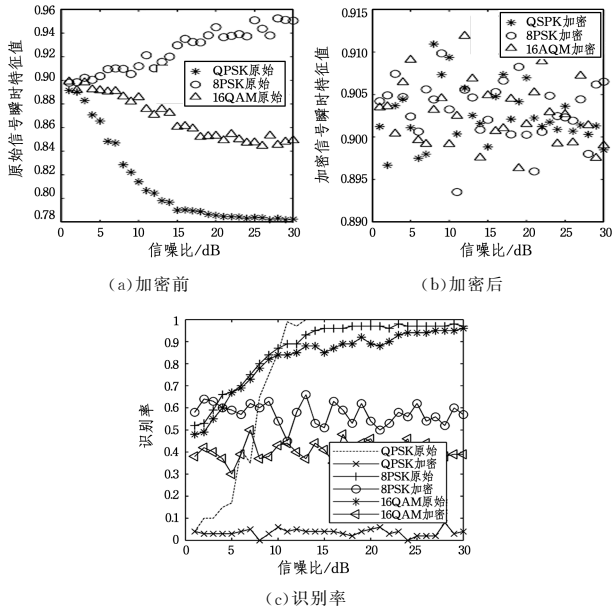 0.96
0.94
0.92
0.90
0.88
0.86
0.84
0.82
0.80
0.78
原始信号瞬时特征值
QPSK原始
8PSK原始
16QAM原始
0 5 10 15 20 25 30
信噪比/dB
(a)加密前
0.915
0.910
0.905
0.900
0.895
0.890
加密信号瞬时特征值
QSPK加密
8PSK加密
16AQM加密
0 5 10 15 20 25 30
信噪比/dB
(b)加密后
1
0.9
0.8
0.7
0.6
0.5
0.4
0.3
0.2
0.1
0
识别率
QPSK原始
QPSK加密
8PSK原始
8PSK加密
16QAM原始
16QAM加密
0 5 10 15 20 25 30
信噪比/dB
(c)识别率